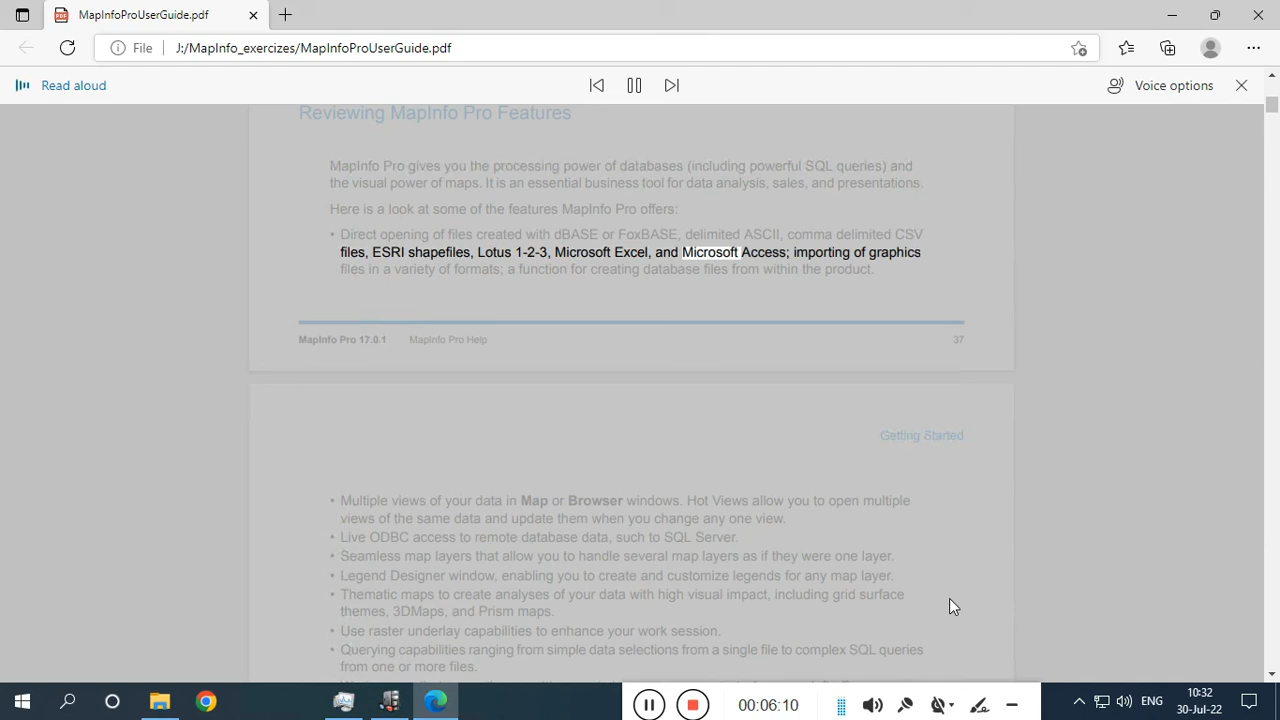 MapInfoProUserGuide.pdf
File J:/MapInfo_exercizes/MapInfoProUserGuide.pdf
Read aloud
Voice options
Reviewing MapInfo Pro Features
MapInfo Pro gives you the processing power of databases (including powerful SQL queries) and
the visual power of maps. It is an essential business tool for data analysis, sales, and presentations.
Here is a look at some of the features MapInfo Pro offers:
• Direct opening of files created with dBASE or FoxBASE, delimited ASCII, comma delimited CSV
files, ESRI shapefiles, Lotus 1-2-3, Microsoft Excel, and Microsoft Access; importing of graphics
files in a variety of formats; a function for creating database files from within the product.
MapInfo Pro 17.0.1 MapInfo Pro Help 37
Getting Started
• Multiple views of your data in Map or Browser windows. Hot Views allow you to open multiple
views of the same data and update them when you change any one view.
• Live ODBC access to remote database data, such to SQL Server.
• Seamless map layers that allow you to handle several map layers as if they were one layer.
• Legend Designer window, enabling you to create and customize legends for any map layer.
• Thematic maps to create analyses of your data with high visual impact, including grid surface
themes, 3DMaps, and Prism maps.
• Use raster underlay capabilities to enhance your work session.
• Querying capabilities ranging from simple data selections from a single file to complex SQL queries
from one or more files.
00:06:10
ENG
10:32
30-Jul-22